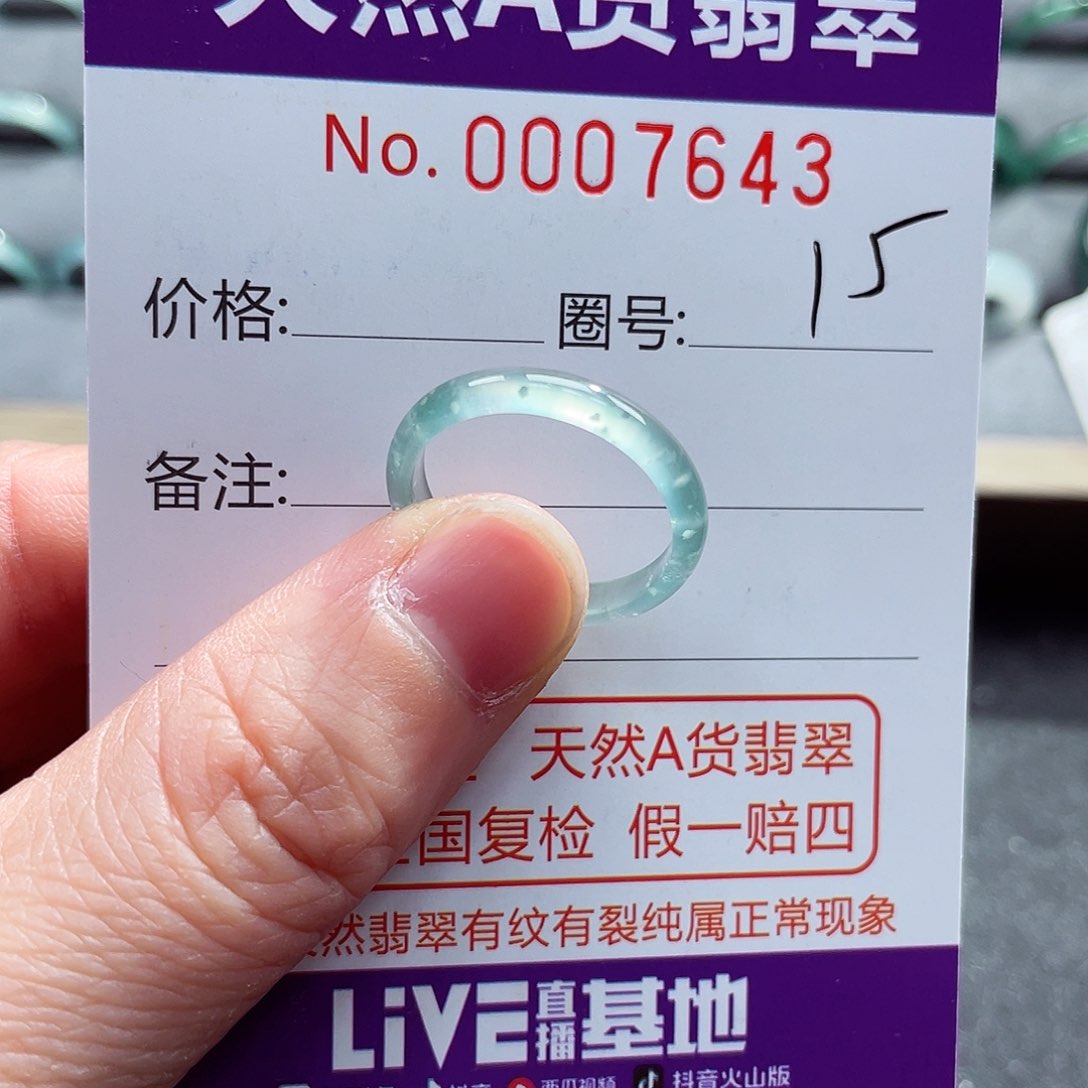 天然A货翡翠
No. 0007643
价格: 圈号: 15
备注:
天然A货翡翠
国复检 假一赔四
然翡翠有纹有裂纯属正常现象
LiVE直播基地
抖音 西瓜视频 抖音火山版